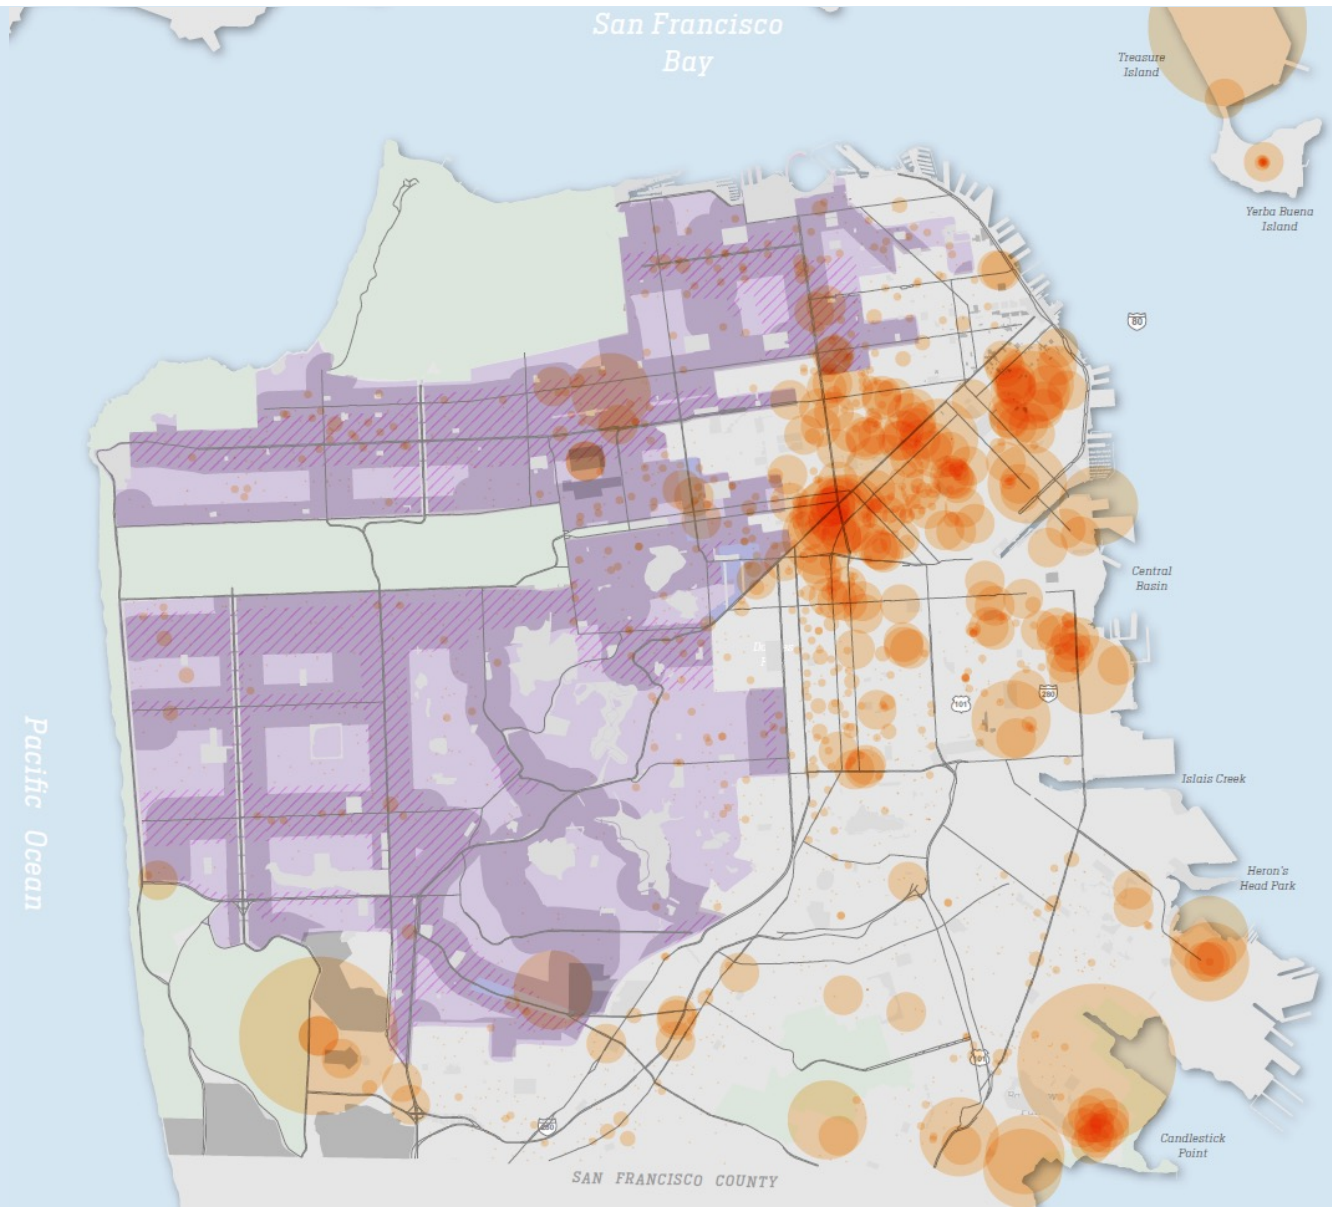 San Francisco
Bay
Treasure
Island
Yerba Buena
Island
80
Central
Basin
101
280
Pacific Ocean
Islais Creek
Heron's
Head Park
101
280
Candlestick
Point
SAN FRANCISCO COUNTY